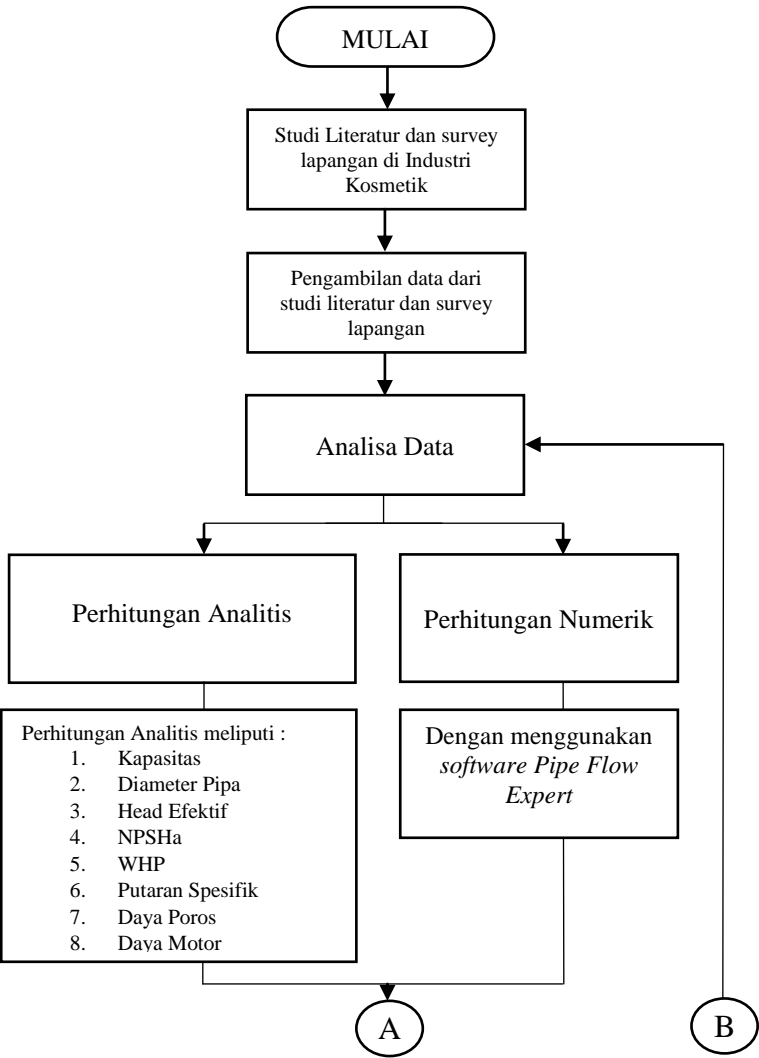 MULAI
Studi Literatur dan survey
lapangan di Industri
Kosmetik
Pengambilan data dari
studi literatur dan survey
lapangan
Analisa Data
Perhitungan Analitis
Perhitungan Numerik
Perhitungan Analitis meliputi :
1. Kapasitas
2. Diameter Pipa
3. Head Efektif
4. NPSHa
5. WHP
6. Putaran Spesifik
7. Daya Poros
8. Daya Motor
Dengan menggunakan
software Pipe Flow
Expert
A
B